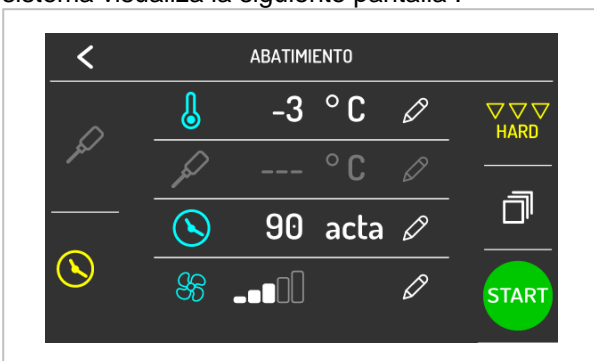 sistema visualiza la siguiente pantalla :
ABATIMIENTO
-3 °C
HARD
--- °C
90 acta
START